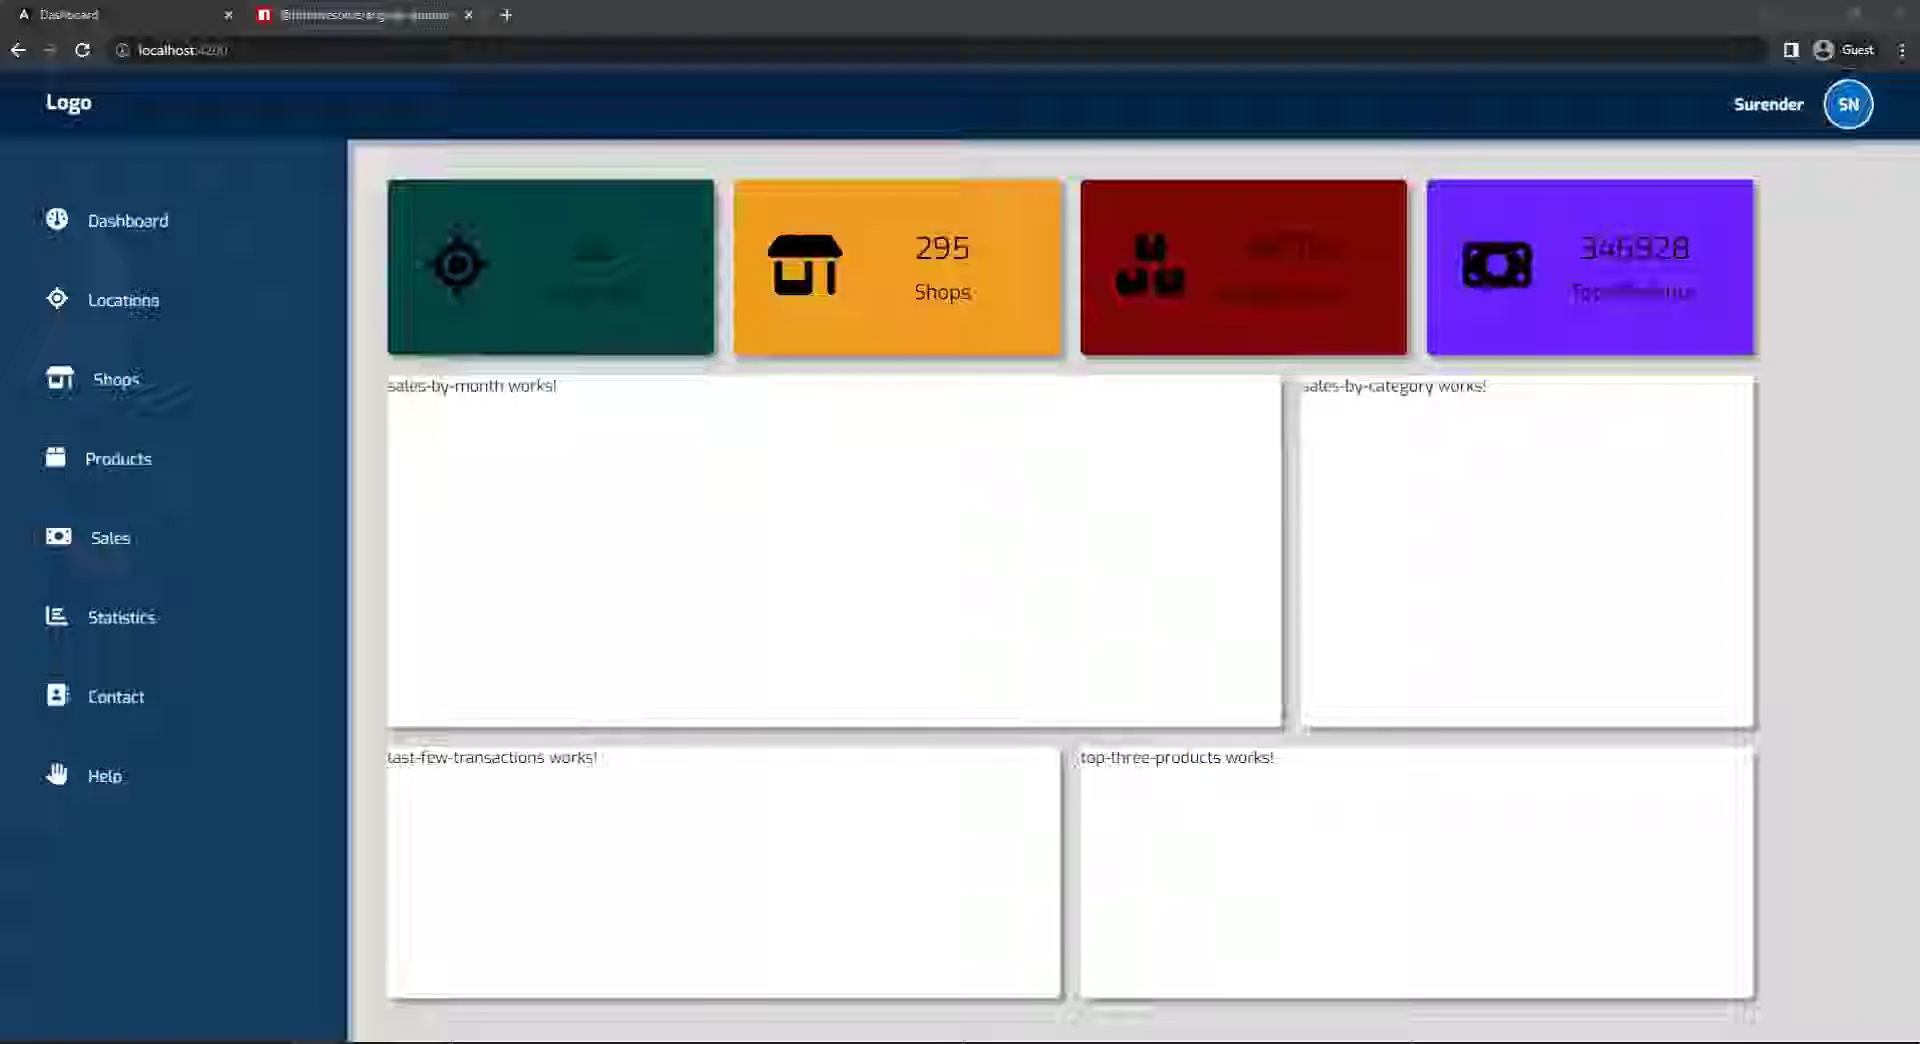 Dashboard
localhost:4200
Guest
Logo
Surender
SN
Dashboard
Locations
Shops
Products
Sales
Statistics
Contact
Help
295
Shops
346928
sales-by-month works!
sales-by-category works!
last-few-transactions works!
top-three-products works!